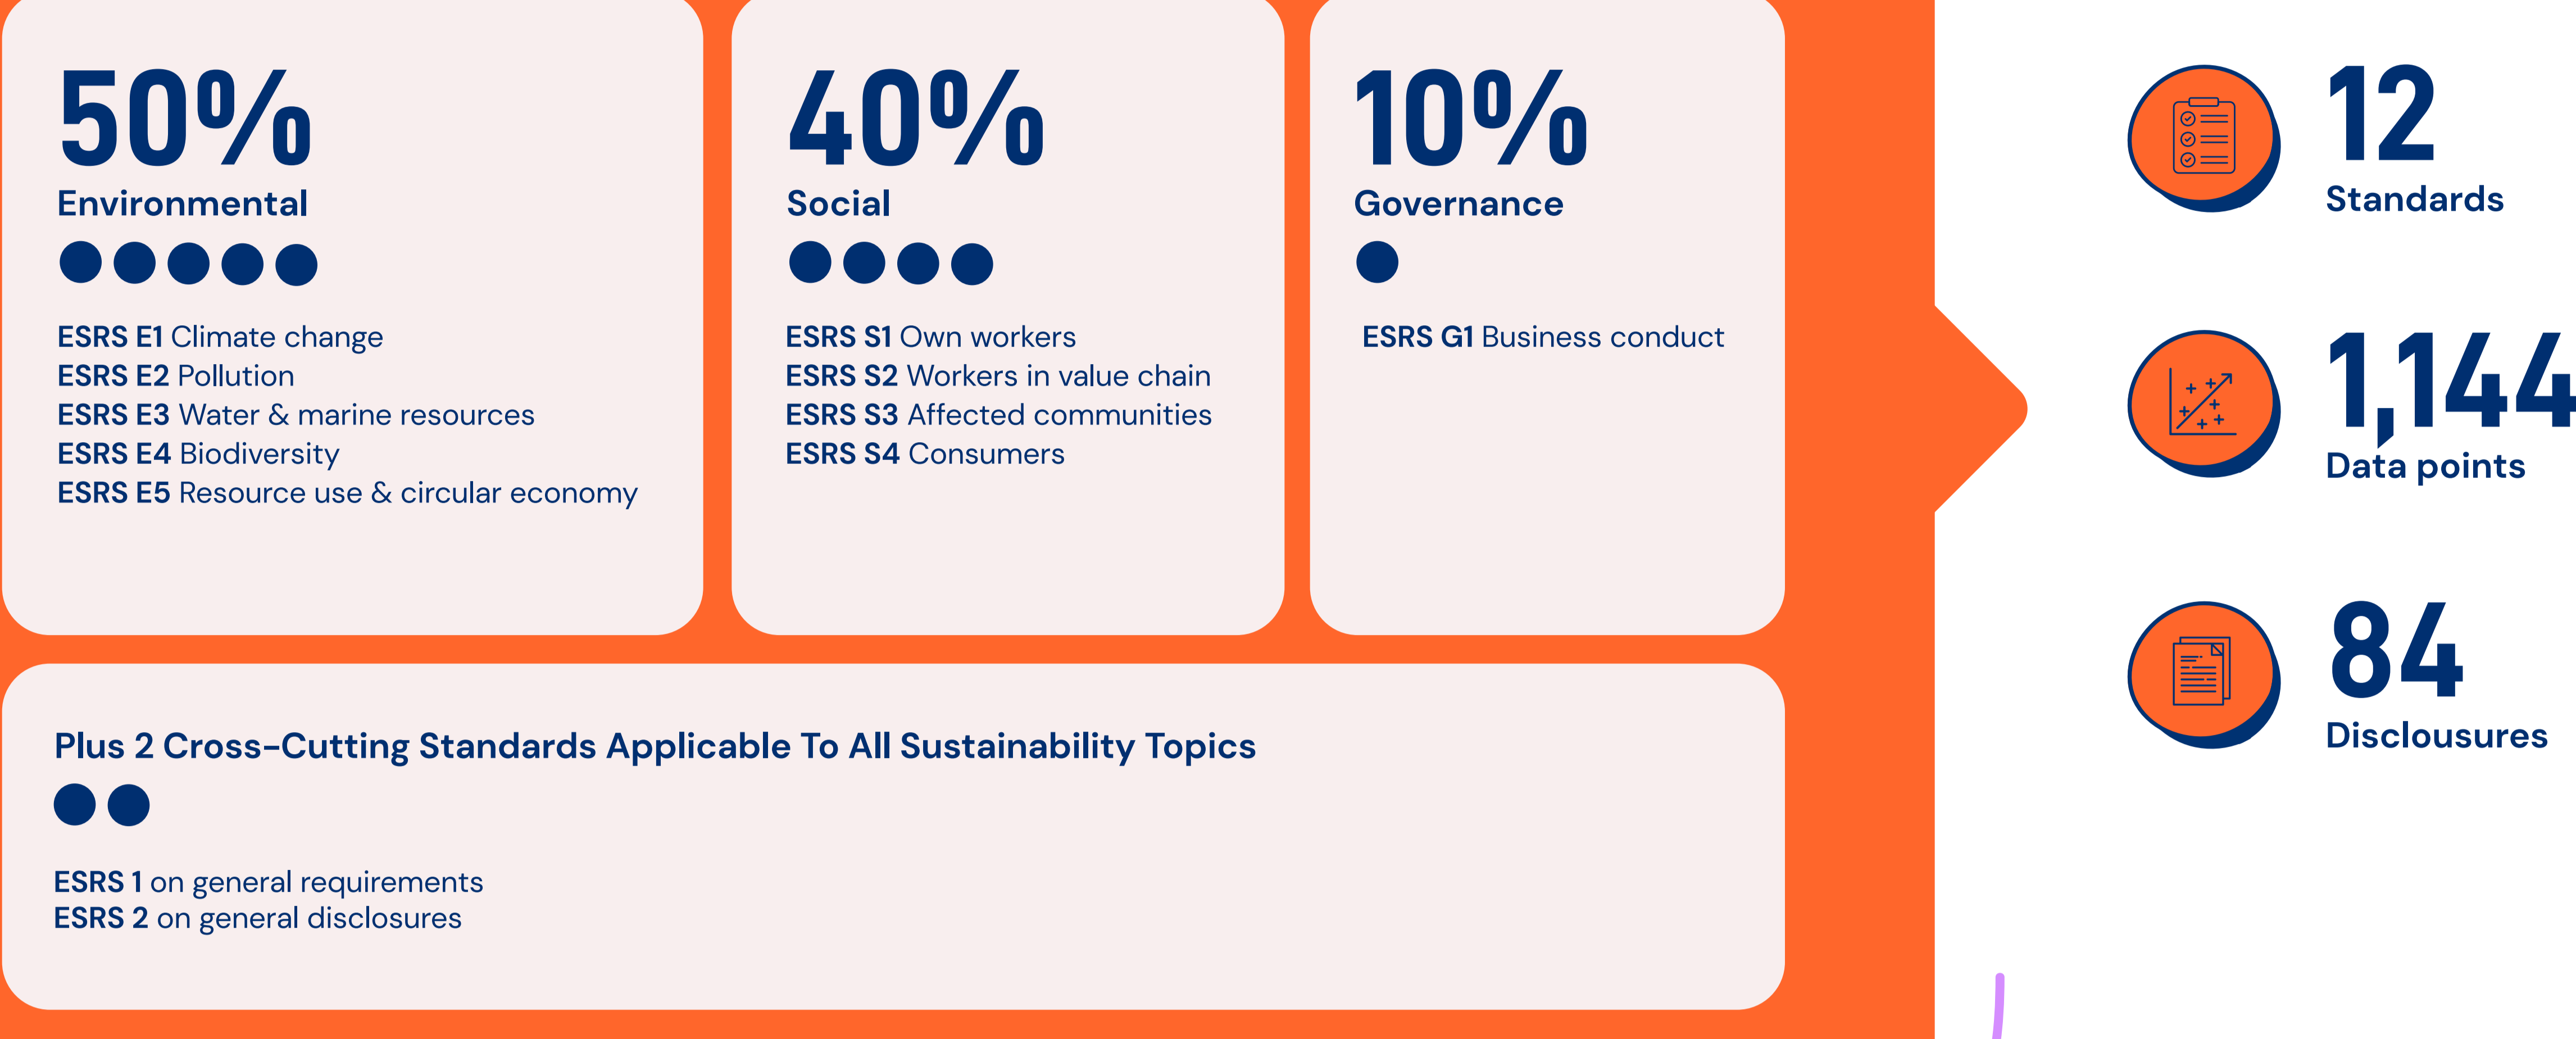 50%
Environmental
ESRS E1 Climate change
ESRS E2 Pollution
ESRS E3 Water & marine resources
ESRS E4 Biodiversity
ESRS E5 Resource use & circular economy
40%
Social
ESRS S1 Own workers
ESRS S2 Workers in value chain
ESRS S3 Affected communities
ESRS S4 Consumers
10%
Governance
ESRS G1 Business conduct
Plus 2 Cross-Cutting Standards Applicable To All Sustainability Topics
ESRS 1 on general requirements
ESRS 2 on general disclosures
12
Standards
1,144
Data points
84
Disclousures